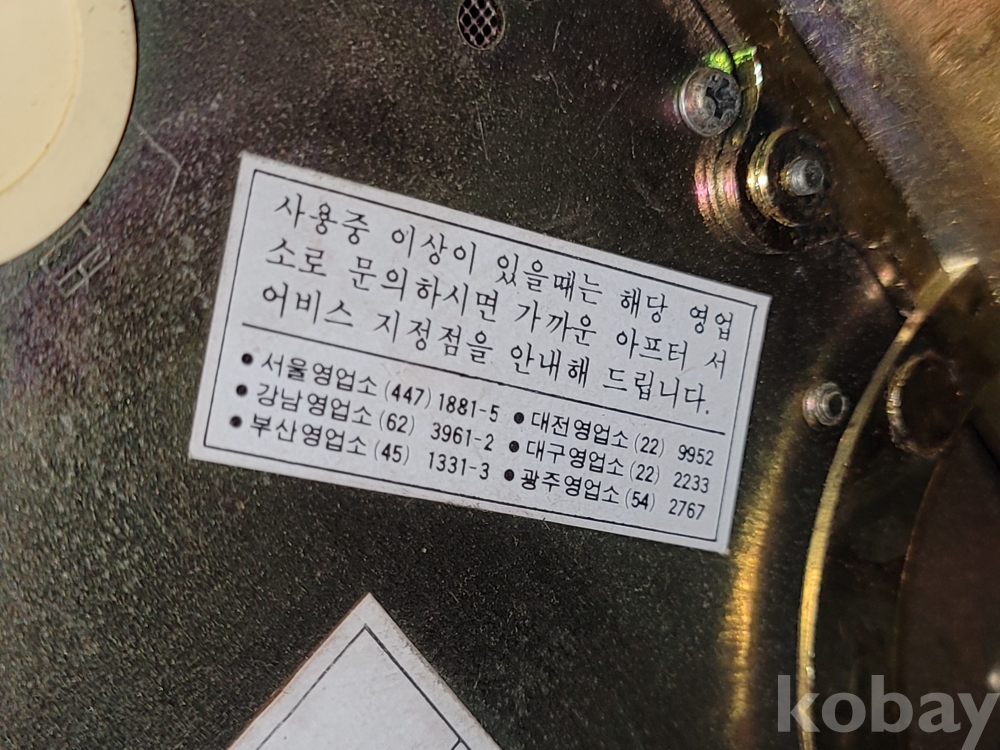 사용중 이상이 있을때는 해당 영업
소로 문의하시면 가까운 아프터 서
어비스 지정점을 안내해 드립니다.
● 서울영업소 (447) 1881-5 ● 대전영업소 (22) 9952
● 강남영업소 (62) 3961-2 ● 대구영업소 (22) 2233
● 부산영업소 (45) 1331-3 ● 광주영업소 (54) 2767
kobay